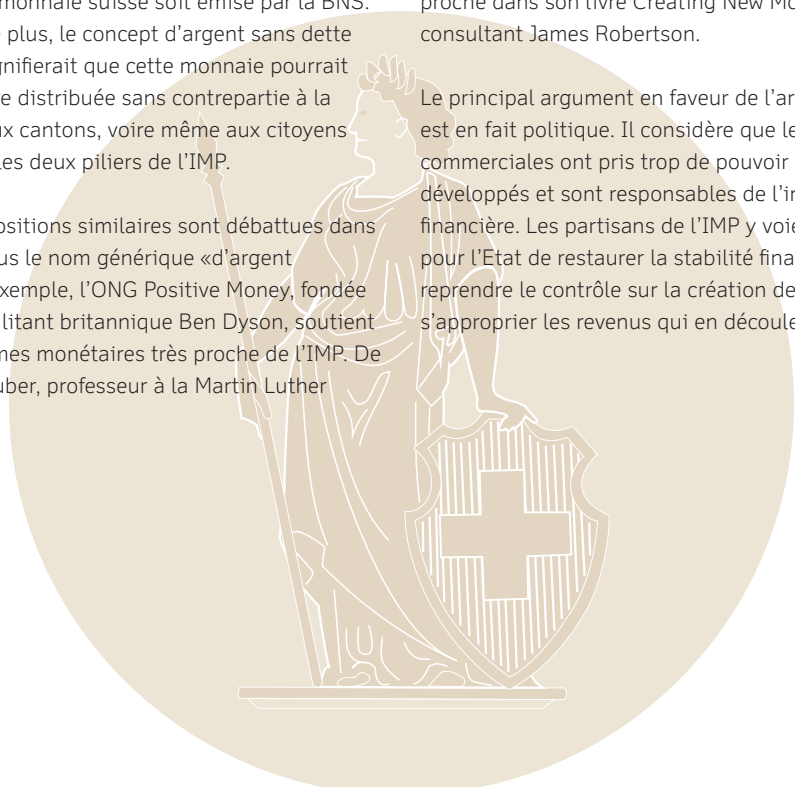 monnaie suisse soit émise par la BNS.
plus, le concept d’argent sans dette
gnifierait que cette monnaie pourrait
re distribuée sans contrepartie à la
ux cantons, voire même aux citoyens
les deux piliers de l’IMP.
ositions similaires sont débattues dans
us le nom générique «d’argent
xemple, l’ONG Positive Money, fondée
ilitant britannique Ben Dyson, soutient
mes monétaires très proche de l’IMP. De
uber, professeur à la Martin Luther
proche dans son livre Creating New Mo
consultant James Robertson.
Le principal argument en faveur de l’ar
est en fait politique. Il considère que le
commerciales ont pris trop de pouvoir
développés et sont responsables de l’in
financière. Les partisans de l’IMP y voie
pour l’Etat de restaurer la stabilité fina
reprendre le contrôle sur la création de
s’approprier les revenus qui en découle